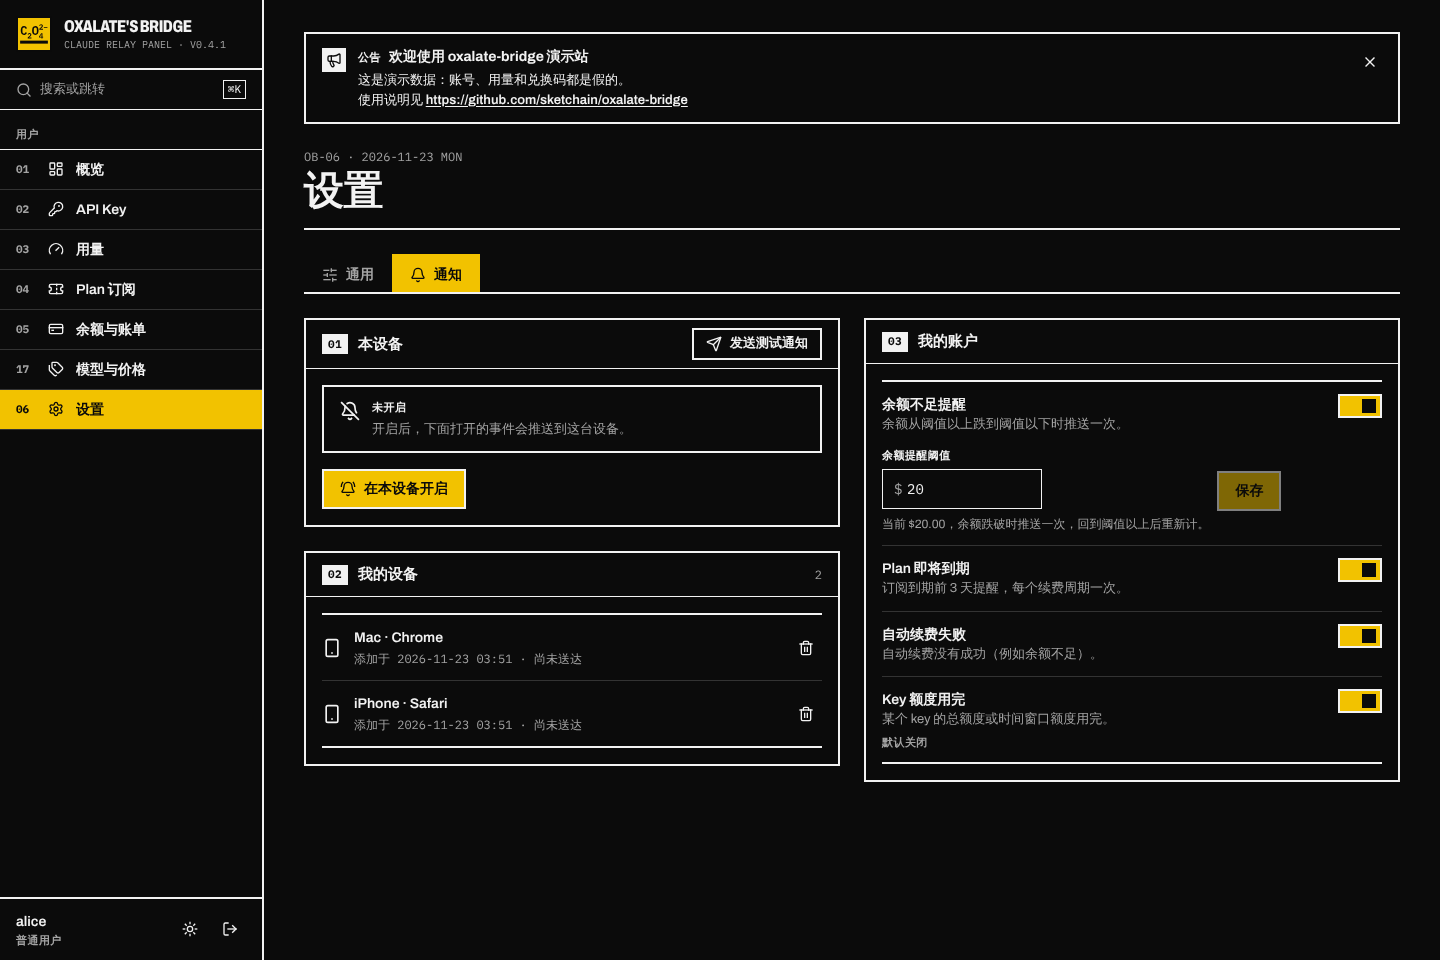 C₂O₄²⁻
OXALATE'S BRIDGE
CLAUDE RELAY PANEL · V0.4.1
搜索或跳转 ⌘K
用户
01 概览
02 API Key
03 用量
04 Plan 订阅
05 余额与账单
17 模型与价格
06 设置
alice
普通用户
公告 欢迎使用 oxalate-bridge 演示站
这是演示数据：账号、用量和兑换码都是假的。
使用说明见 https://github.com/sketchain/oxalate-bridge
OB-06 · 2026-11-23 MON
设置
通用 通知
01 本设备 发送测试通知
未开启
开启后，下面打开的事件会推送到这台设备。
在本设备开启
02 我的设备 2
Mac · Chrome
添加于 2026-11-23 03:51 · 尚未送达
iPhone · Safari
添加于 2026-11-23 03:51 · 尚未送达
03 我的账户
余额不足提醒
余额从阈值以上跌到阈值以下时推送一次。
余额提醒阈值
$ 20 保存
当前 $20.00，余额跌破时推送一次，回到阈值以上后重新计。
Plan 即将到期
订阅到期前 3 天提醒，每个续费周期一次。
自动续费失败
自动续费没有成功（例如余额不足）。
Key 额度用完
某个 key 的总额度或时间窗口额度用完。
默认关闭